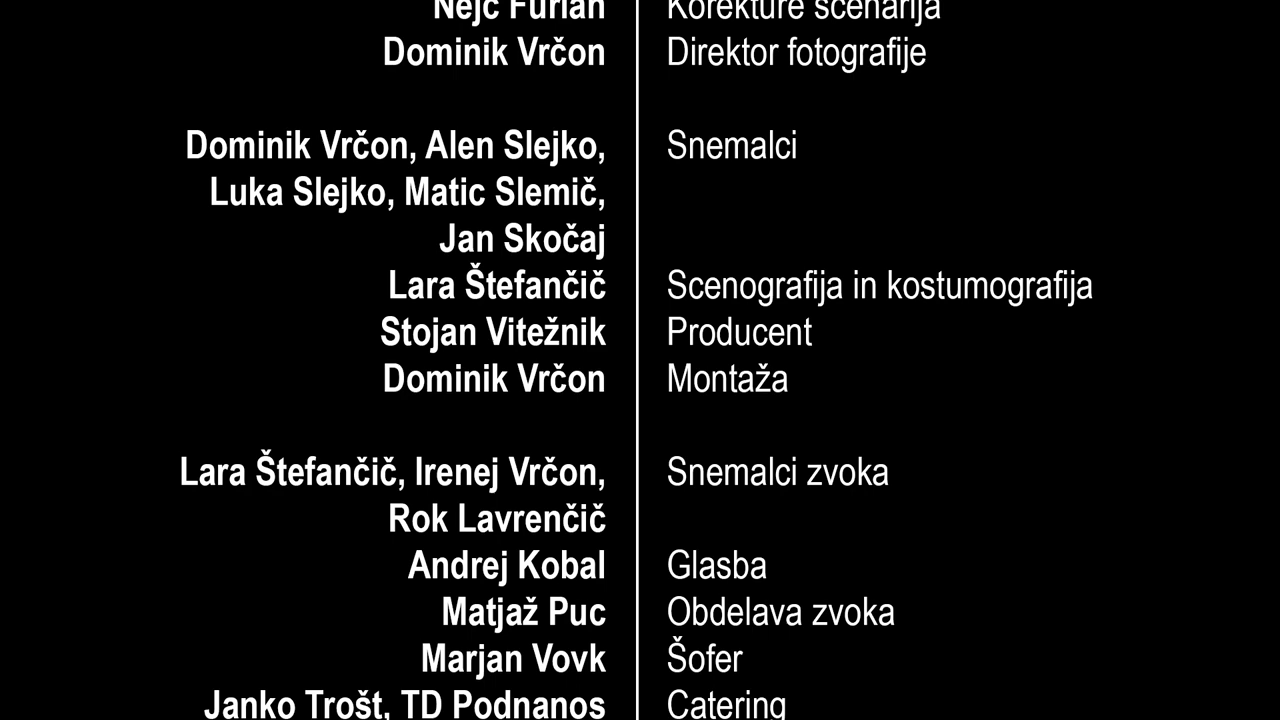 Nejc Furlan Korekture scenarija
Dominik Vrčon Direktor fotografije
Dominik Vrčon, Alen Slejko, Snemalci
Luka Slejko, Matic Slemič,
Jan Skočaj
Lara Štefančič Scenografija in kostumografija
Stojan Vitežnik Producent
Dominik Vrčon Montaža
Lara Štefančič, Irenej Vrčon, Snemalci zvoka
Rok Lavrenčič
Andrej Kobal Glasba
Matjaž Puc Obdelava zvoka
Marjan Vovk Šofer
Janko Trošt, TD Podnanos Catering